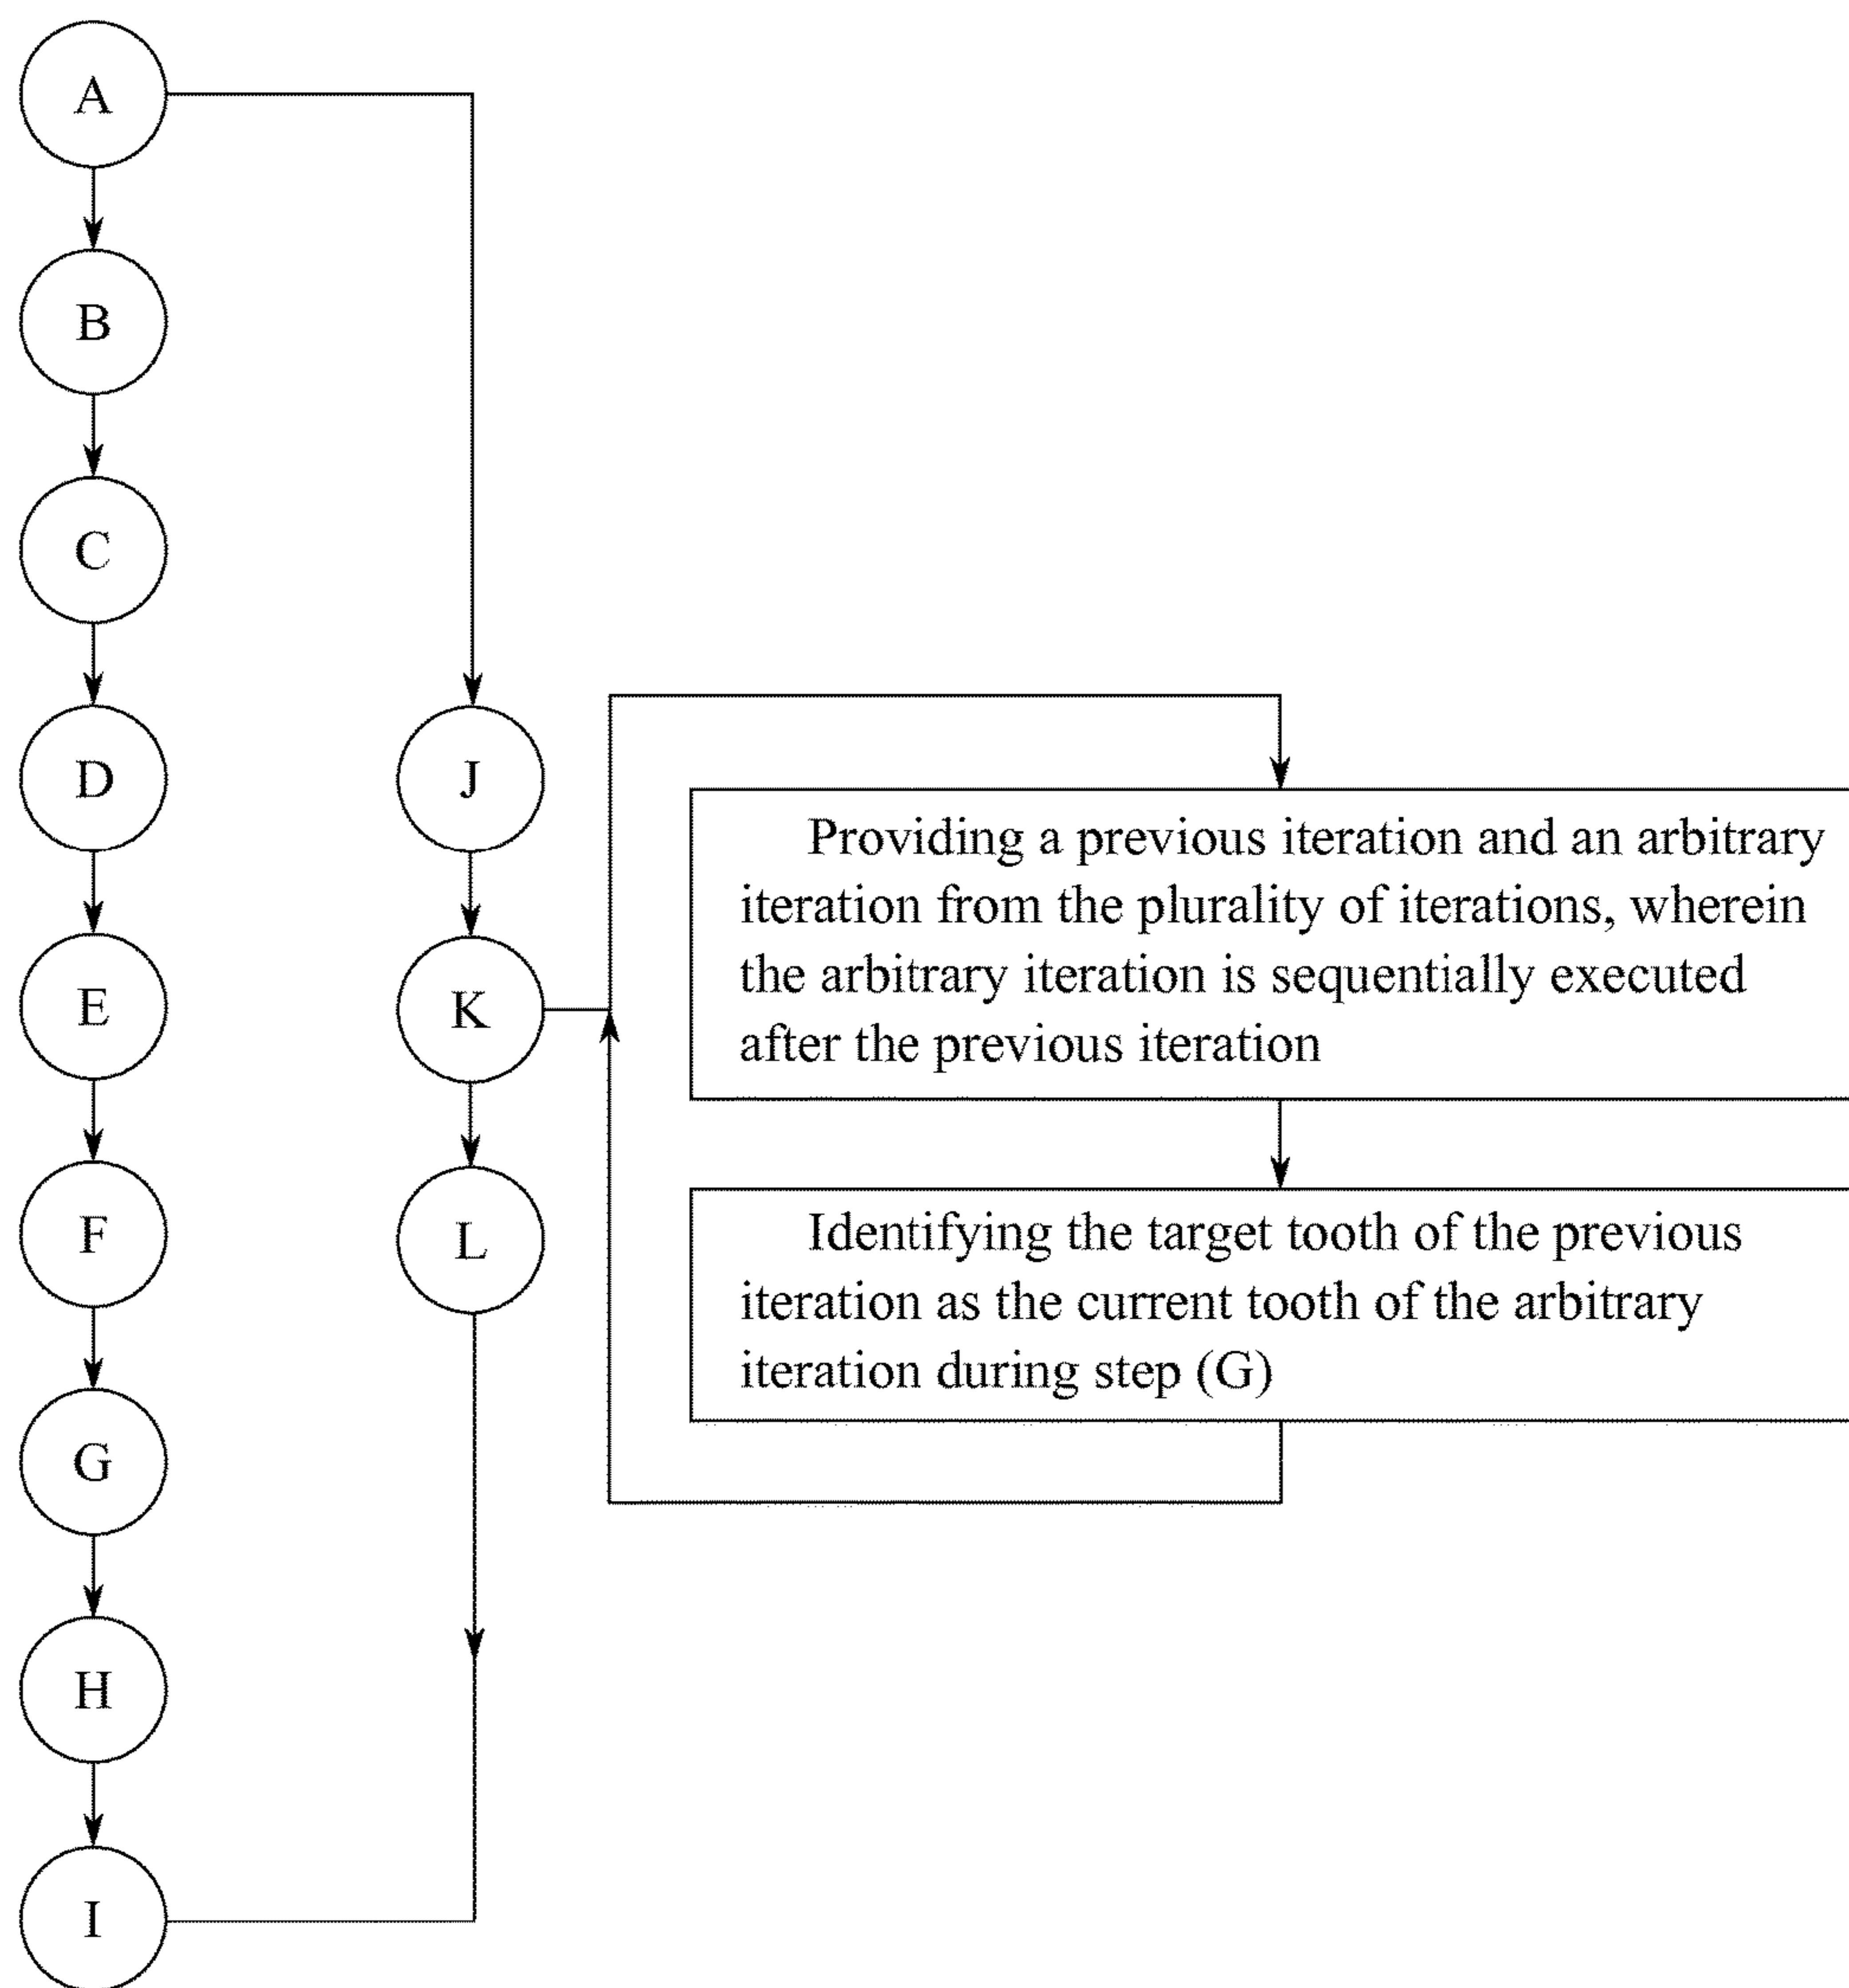 A
B
C
D
E
F
G
H
I
J
K
L
Providing a previous iteration and an arbitrary
iteration from the plurality of iterations, wherein
the arbitrary iteration is sequentially executed
after the previous iteration
Identifying the target tooth of the previous
iteration as the current tooth of the arbitrary
iteration during step (G)